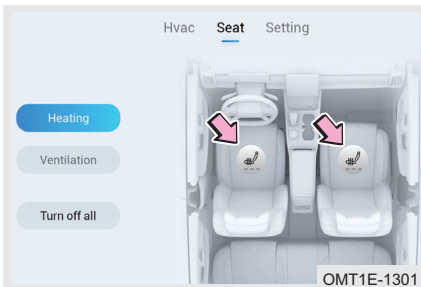 Hvac Seat Setting
Heating
Ventilation
Turn off all
OMT1E-1301